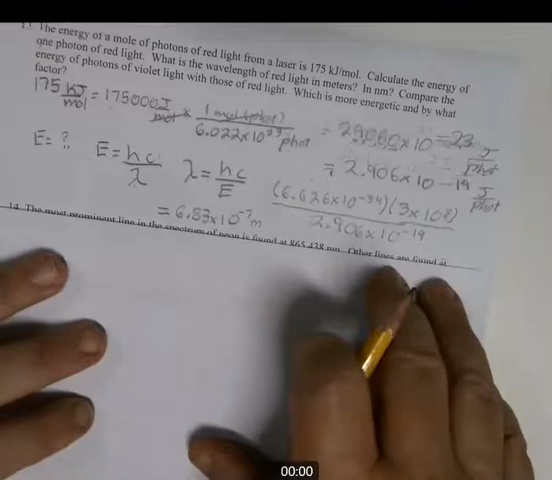 The energy of a mole of photons of red light from a laser is 175 kJ/mol. Calculate the energy of
one photon of red light. What is the wavelength of red light in meters? In nm? Compare the
energy of photons of violet light with those of red light. Which is more energetic and by what
factor?
175 kJ/mol = 175000 J/mol × 1 mol / 6.022×10^23 phot = 29060×10^-23 J/phot
= 2.906×10^-19 J/phot
E= ? E = hc/λ λ = hc/E (6.626×10^-34)(3×10^8) / 2.906×10^-19
= 6.83×10^-7 m
14. The most prominent line in the spectrum of neon is found at 865.438 nm. Other lines are found at
00:00